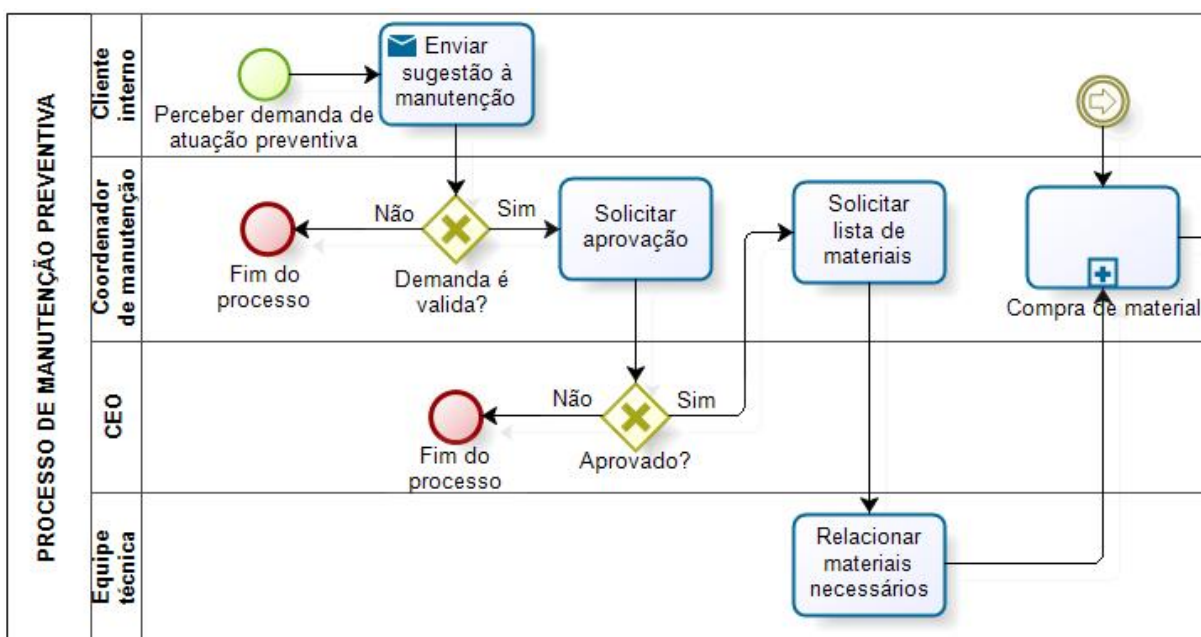 PROCESSO DE MANUTENÇÃO PREVENTIVA
Cliente
interno
Perceber demanda de
atuação preventiva
Enviar
sugestão à
manutenção
Coordenador
de manutenção
Fim do
processo
Não
Sim
Demanda é
valida?
Solicitar
aprovação
Solicitar
lista de
materiais
Compra de material
CEO
Fim do
processo
Não
Sim
Aprovado?
Equipe
técnica
Relacionar
materiais
necessários